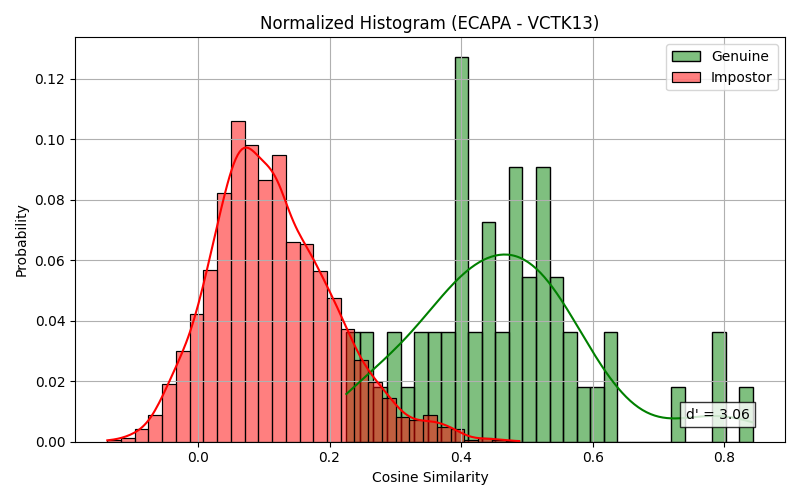 Normalized Histogram (ECAPA - VCTK13)
Genuine
Impostor
Probability
0.12
0.10
0.08
0.06
0.04
0.02
0.00
d' = 3.06
0.0 0.2 0.4 0.6 0.8
Cosine Similarity